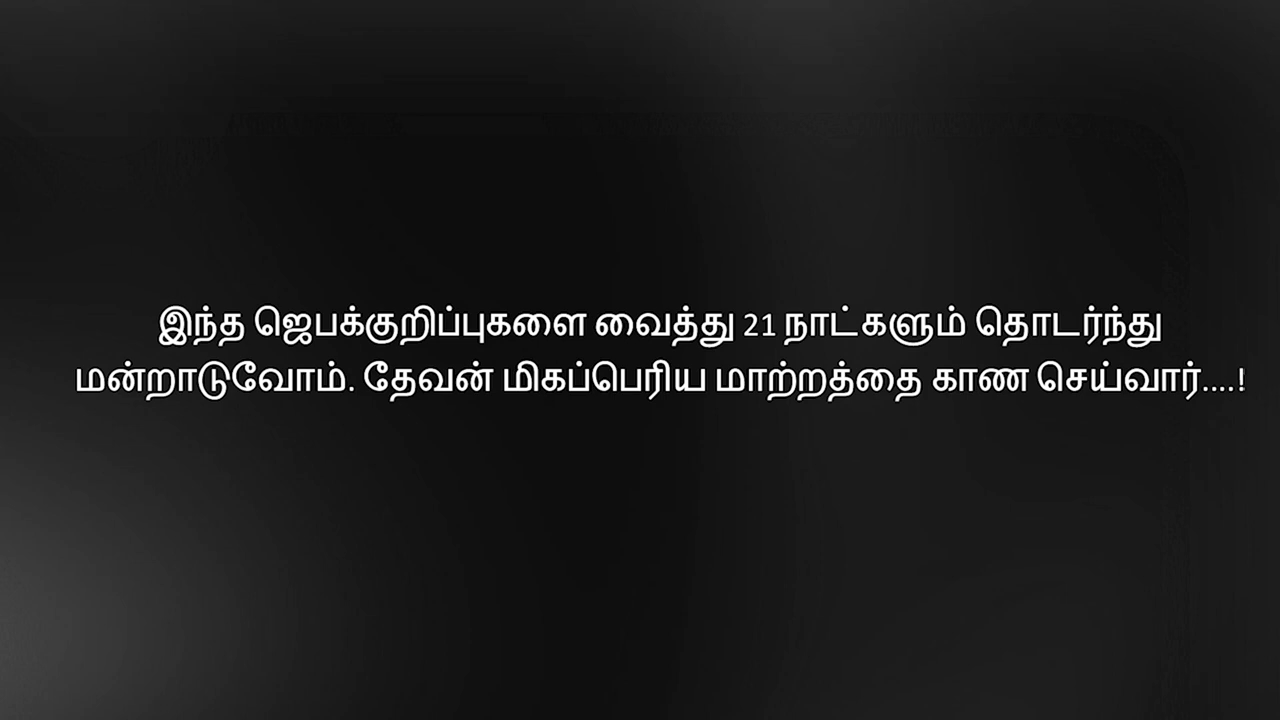 இந்த ஜெபக்குறிப்புகளை வைத்து 21 நாட்களும் தொடர்ந்து
மன்றாடுவோம். தேவன் மிகப்பெரிய மாற்றத்தை காண செய்வார்....!